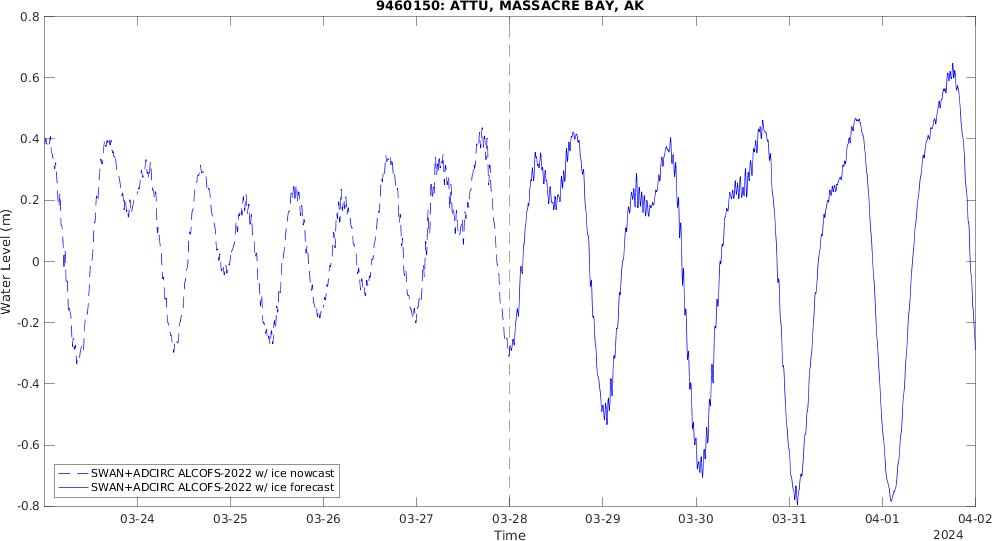 9460150: ATTU, MASSACRE BAY, AK
0.8
0.6
0.4
0.2
0
-0.2
-0.4
-0.6
-0.8
Water Level (m)
SWAN+ADCIRC ALCOFS-2022 w/ ice nowcast
SWAN+ADCIRC ALCOFS-2022 w/ ice forecast
03-24 03-25 03-26 03-27 03-28 03-29 03-30 03-31 04-01 04-02
Time
2024